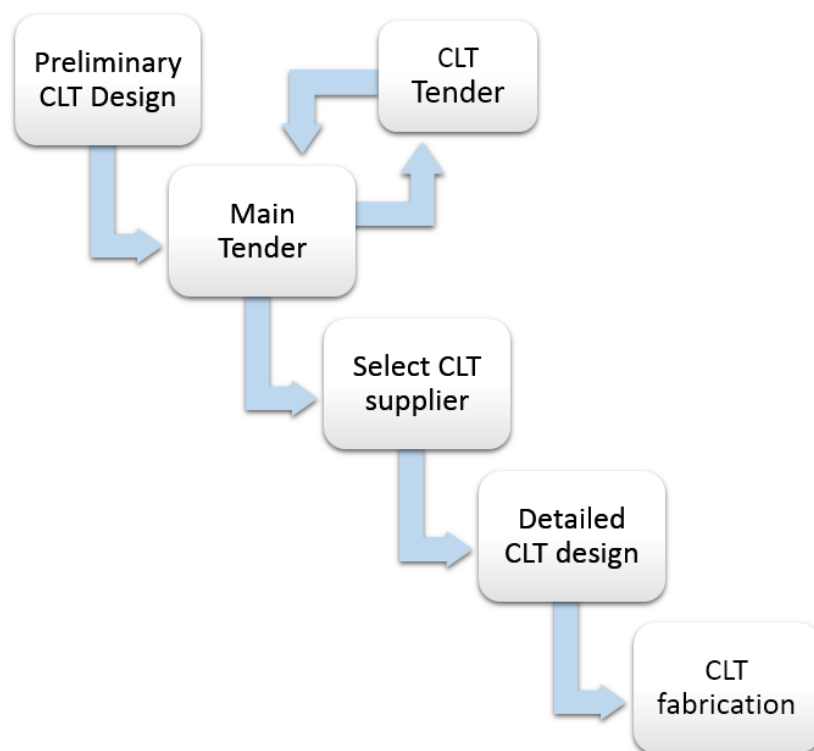 Preliminary
CLT Design
CLT
Tender
Main
Tender
Select CLT
supplier
Detailed
CLT design
CLT
fabrication